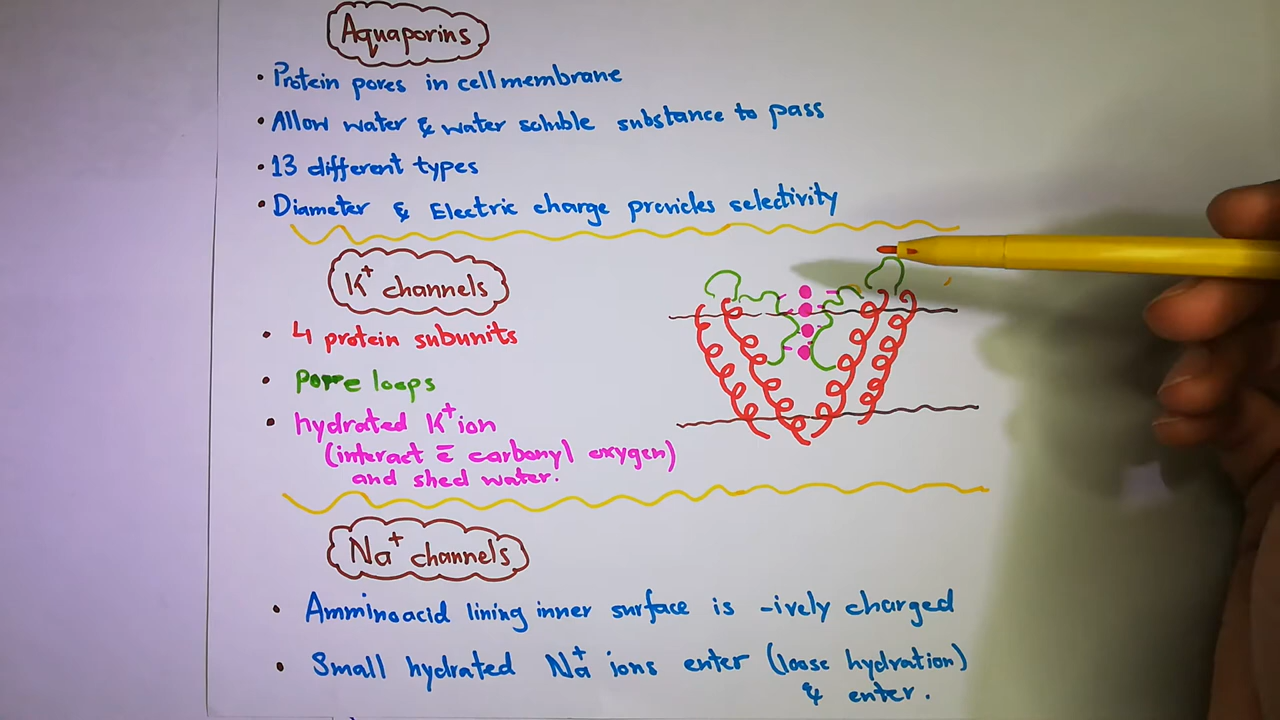 Aquaporins
• Protein pores in cell membrane
• Allow water & water soluble substance to pass
• 13 different types
• Diameter & Electric charge provides selectivity
K+ channels
• 4 protein subunits
• Pore loops
• hydrated K+ ion
(interact c̄ carbonyl oxygen)
and shed water.
Na+ channels
• Amminoacid lining inner surface is -ively charged
• Small hydrated Na+ ions enter (loose hydration)
& enter.